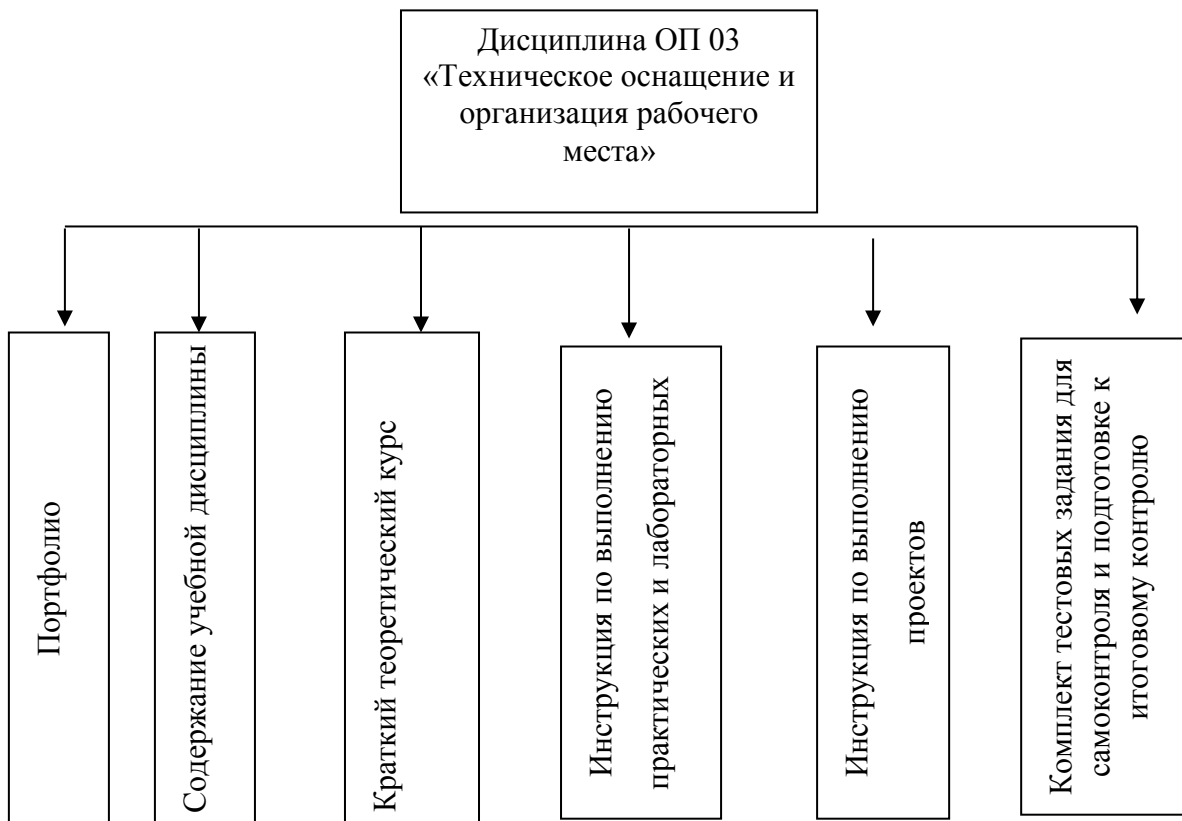 Дисциплина ОП 03
«Техническое оснащение и
организация рабочего
места»
Портфолио
Содержание учебной дисциплины
Краткий теоретический курс
Инструкция по выполнению
практических и лабораторных
Инструкция по выполнению
проектов
Комплект тестовых задания для
самоконтроля и подготовке к
итоговому контролю